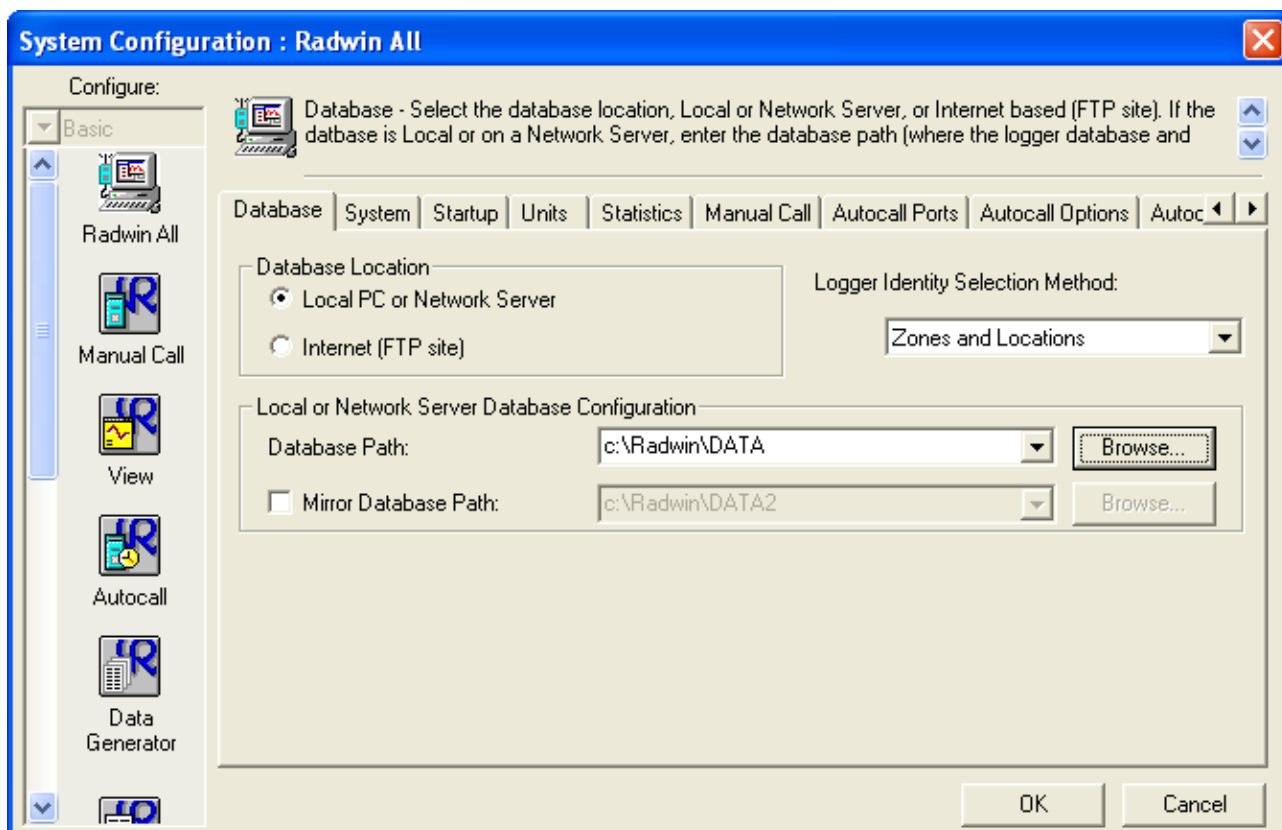 System Configuration : Radwin All
Configure:
Basic
Radwin All
Manual Call
View
Autocall
Data
Generator
Database - Select the database location, Local or Network Server, or Internet based (FTP site). If the
datbase is Local or on a Network Server, enter the database path (where the logger database and
Database System Startup Units Statistics Manual Call Autocall Ports Autocall Options Autoc
Database Location
Local PC or Network Server
Internet (FTP site)
Logger Identity Selection Method:
Zones and Locations
Local or Network Server Database Configuration
Database Path: c:\Radwin\DATA Browse...
Mirror Database Path: c:\Radwin\DATA2 Browse...
OK Cancel